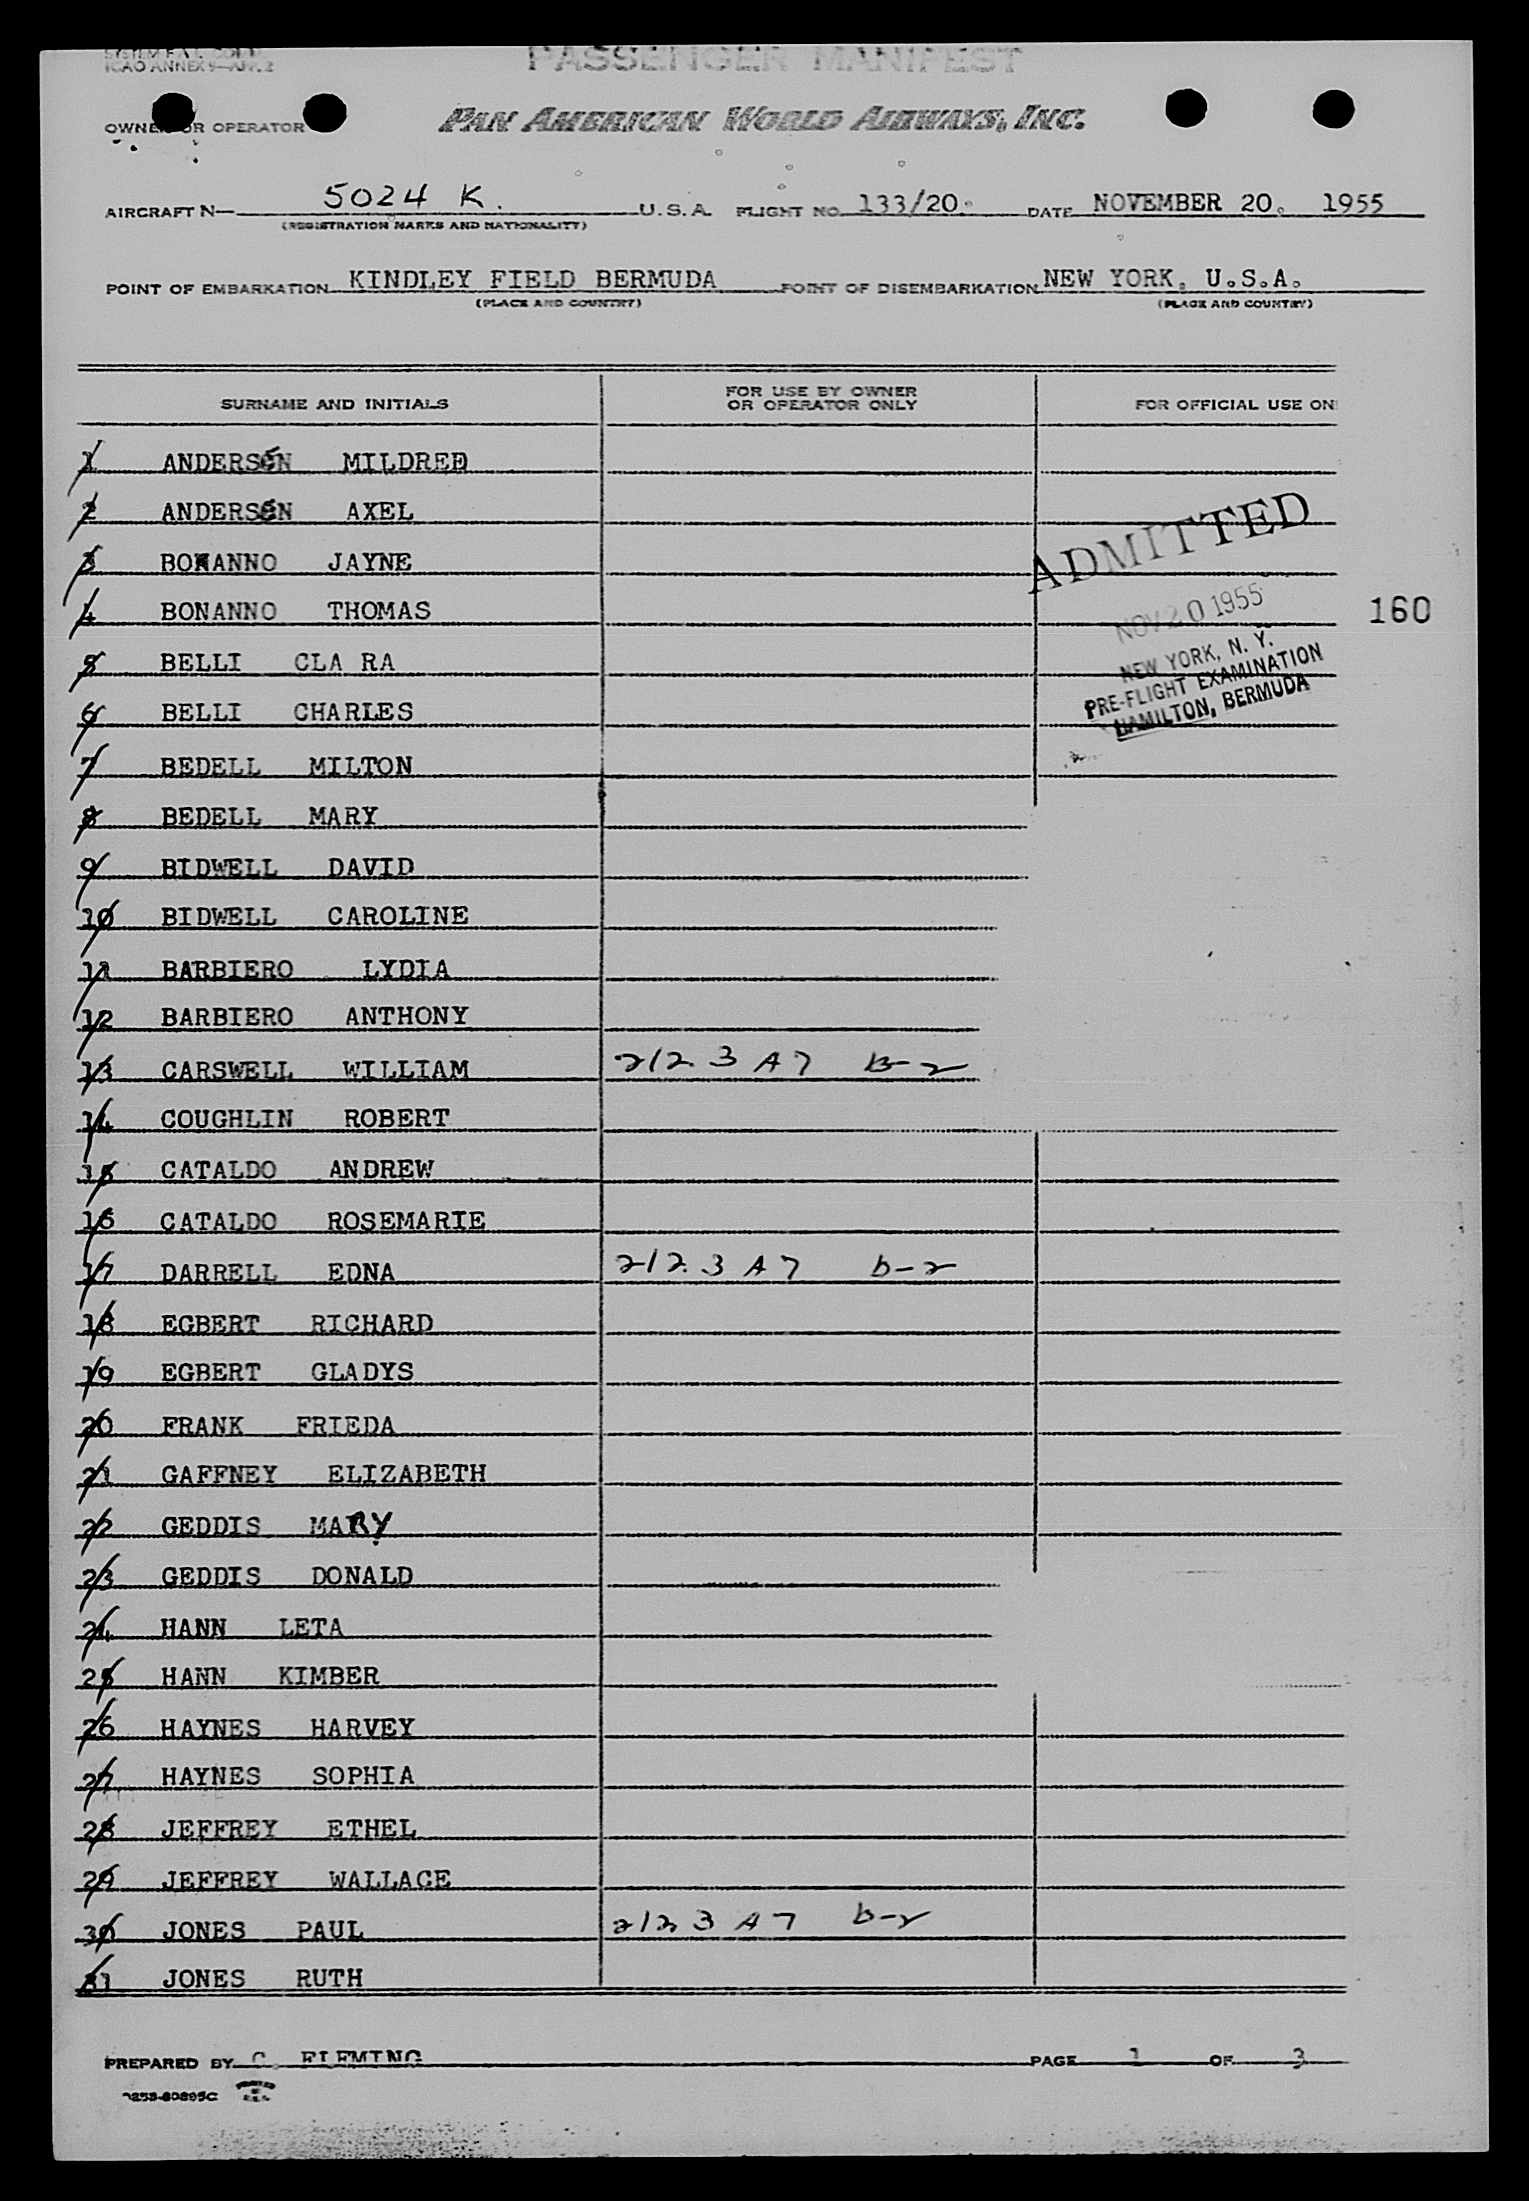 PASSENGER MANIFEST
ICAO ANNEX 9—APP. 2
OWNER OR OPERATOR PAN AMERICAN WORLD AIRWAYS, INC.
AIRCRAFT N— 5024 K. U.S.A. FLIGHT NO. 133/20. DATE NOVEMBER 20. 1955
(REGISTRATION MARKS AND NATIONALITY)
POINT OF EMBARKATION KINDLEY FIELD BERMUDA POINT OF DISEMBARKATION NEW YORK, U.S.A.
(PLACE AND COUNTRY) (PLACE AND COUNTRY)
SURNAME AND INITIALS
FOR USE BY OWNER
OR OPERATOR ONLY
FOR OFFICIAL USE ON
1 ANDERSEN MILDRED
2 ANDERSEN AXEL
3 BONANNO JAYNE
4 BONANNO THOMAS
5 BELLI CLA RA
6 BELLI CHARLES
7 BEDELL MILTON
8 BEDELL MARY
9 BIDWELL DAVID
10 BIDWELL CAROLINE
11 BARBIERO LYDIA
12 BARBIERO ANTHONY
13 CARSWELL WILLIAM 212.3 A7 B-2
14 COUGHLIN ROBERT
15 CATALDO ANDREW
16 CATALDO ROSEMARIE
17 DARRELL EDNA 212.3 A7 b-2
18 EGBERT RICHARD
19 EGBERT GLADYS
20 FRANK FRIEDA
21 GAFFNEY ELIZABETH
22 GEDDIS MARY
23 GEDDIS DONALD
24 HANN LETA
25 HANN KIMBER
26 HAYNES HARVEY
27 HAYNES SOPHIA
28 JEFFREY ETHEL
29 JEFFREY WALLACE
30 JONES PAUL 212 3 A7 b-2
31 JONES RUTH
ADMITTED
NOV 20 1955
NEW YORK, N. Y.
PRE-FLIGHT EXAMINATION
HAMILTON, BERMUDA
160
PREPARED BY C. FLEMING PAGE 1 OF 3